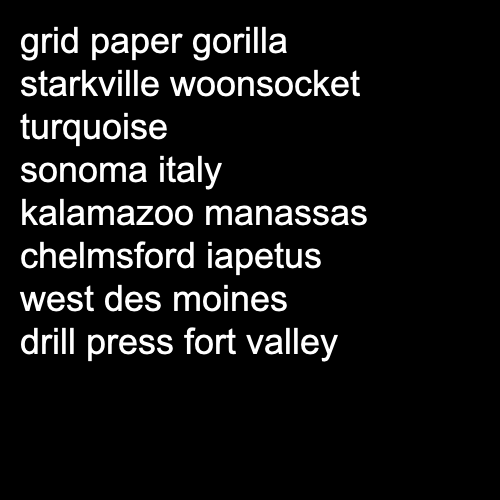 grid paper gorilla
starkville woonsocket
turquoise
sonoma italy
kalamazoo manassas
chelmsford iapetus
west des moines
drill press fort valley